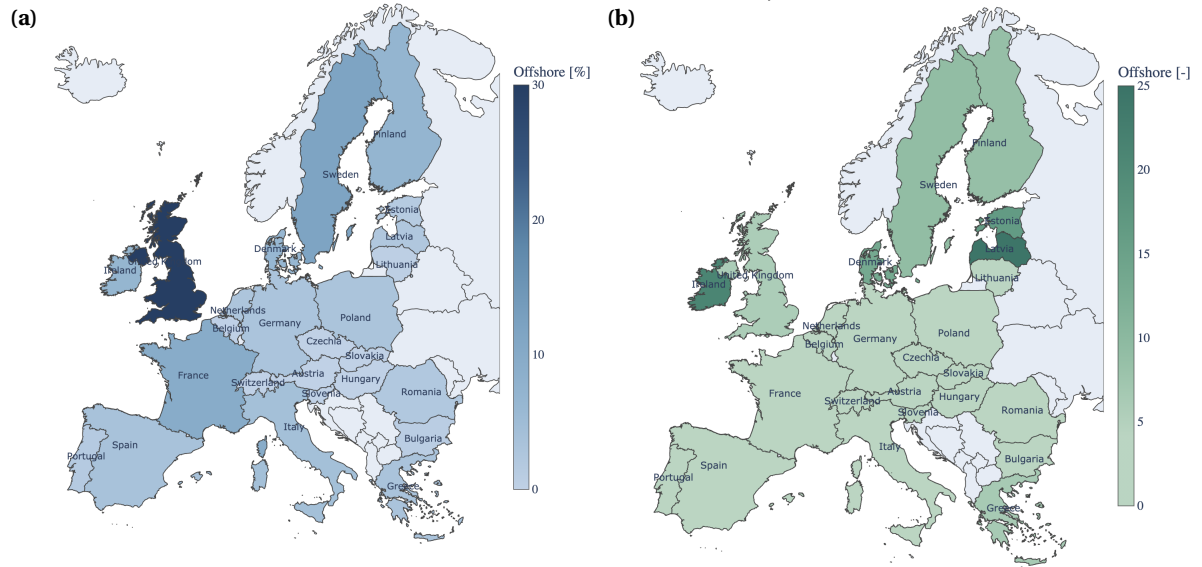 (a)
Offshore [%]
30
20
10
0
Finland
Sweden
Estonia
Latvia
Lithuania
Denmark
United Kingdom
Ireland
Netherlands
Belgium
Germany
Poland
Czechia
Slovakia
Austria
Hungary
Switzerland
Slovenia
France
Romania
Italy
Bulgaria
Spain
Portugal
Greece
(b)
Offshore [-]
25
20
15
10
5
0
Finland
Sweden
Estonia
Latvia
Lithuania
Denmark
United Kingdom
Ireland
Netherlands
Belgium
Germany
Poland
Czechia
Slovakia
Austria
Hungary
Switzerland
Slovenia
France
Romania
Italy
Bulgaria
Spain
Portugal
Greece